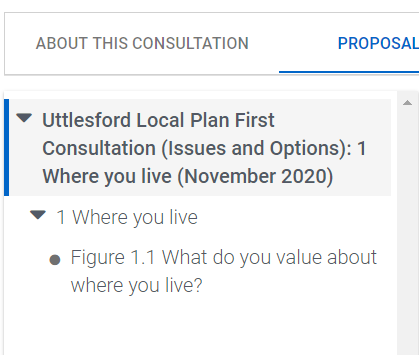 ABOUT THIS CONSULTATION
PROPOSAL
Uttlesford Local Plan First
Consultation (Issues and Options): 1
Where you live (November 2020)
1 Where you live
Figure 1.1 What do you value about
where you live?